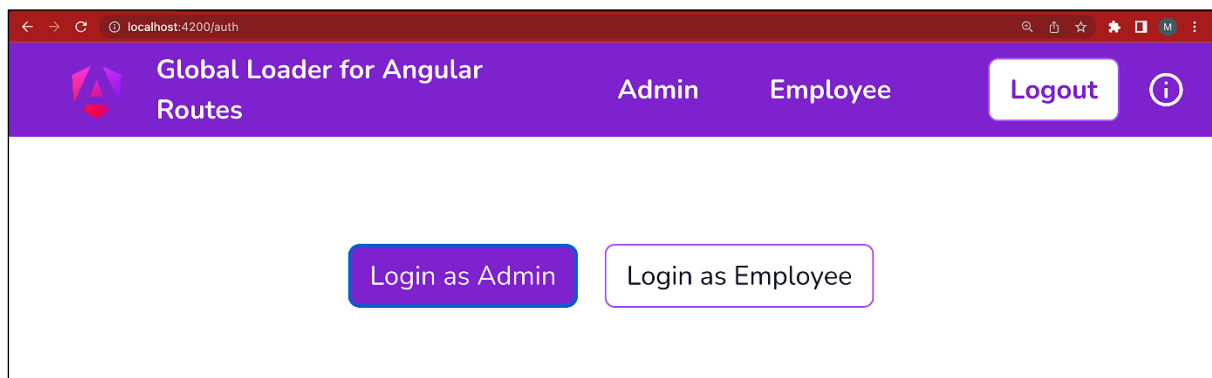 localhost:4200/auth
M
Global Loader for Angular
Routes
Admin
Employee
Logout
Login as Admin
Login as Employee